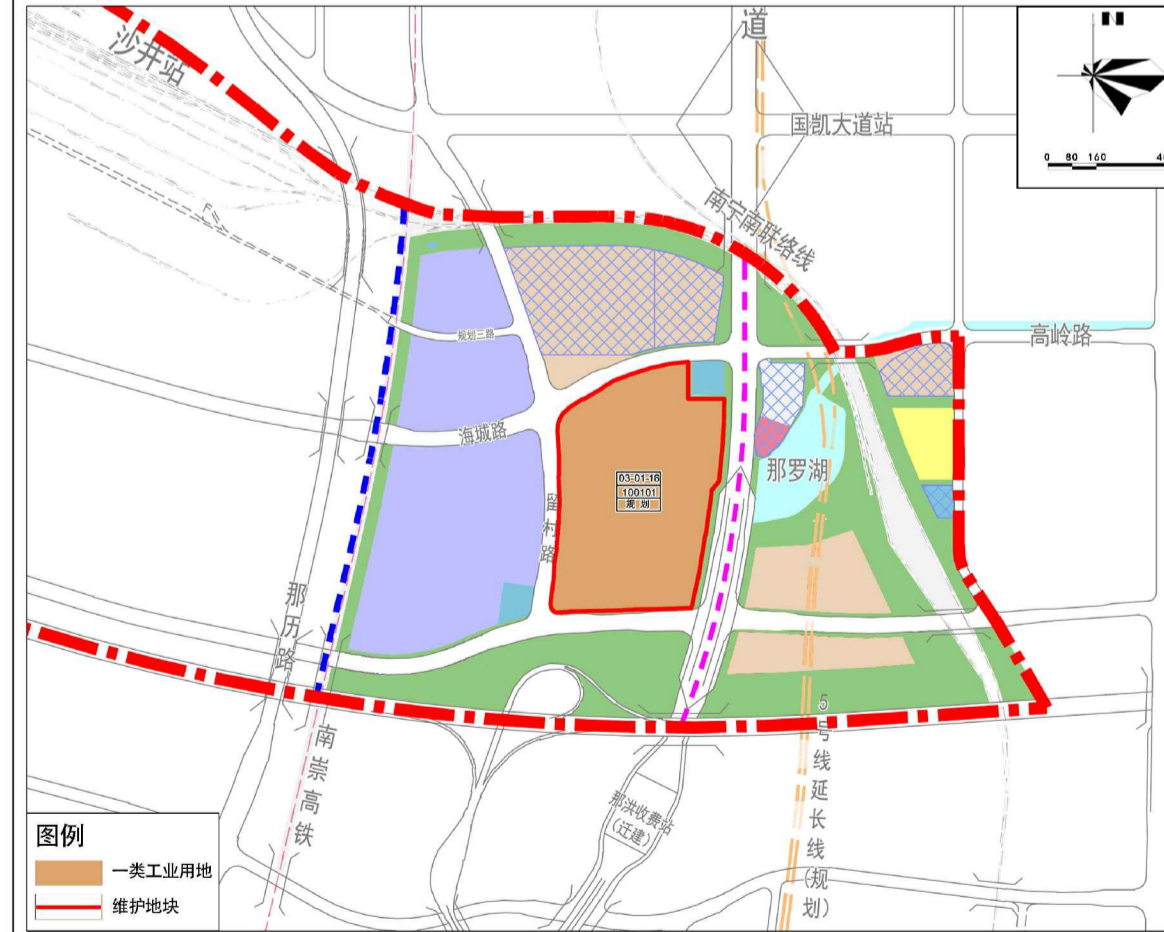 道
N
沙井站
国凯大道站
0 80 160
南宁南联络线
高岭路
规划三路
海城路
那罗湖
03-01-16
100101
规 划
留村路
那历路
南崇高铁
5号线延长线(规划)
那洪收费站
(迁建)
图例
一类工业用地
维护地块